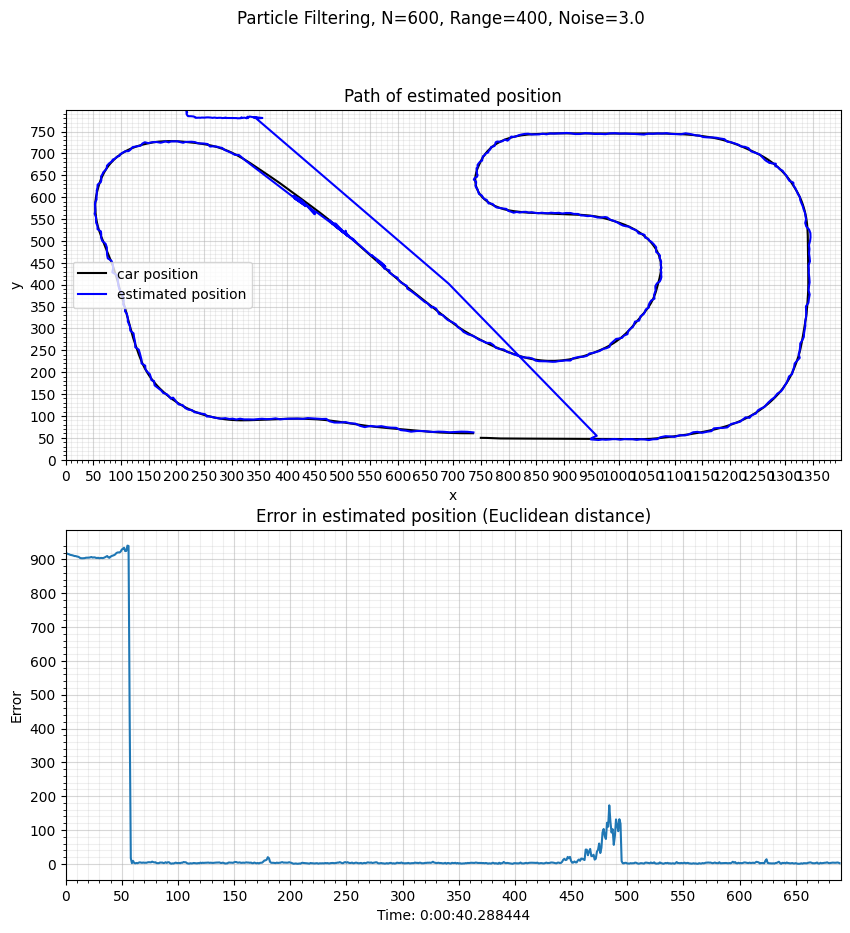 Particle Filtering, N=600, Range=400, Noise=3.0
Path of estimated position
750
700
650
600
550
500
450
400
350
300
250
200
150
100
50
0
y
car position
estimated position
0 50 100 150 200 250 300 350 400 450 500 550 600 650 700 750 800 850 900 950 1000 1050 1100 1150 1200 1250 1300 1350
x
Error in estimated position (Euclidean distance)
900
800
700
600
500
400
300
200
100
0
Error
0 50 100 150 200 250 300 350 400 450 500 550 600 650
Time: 0:00:40.288444